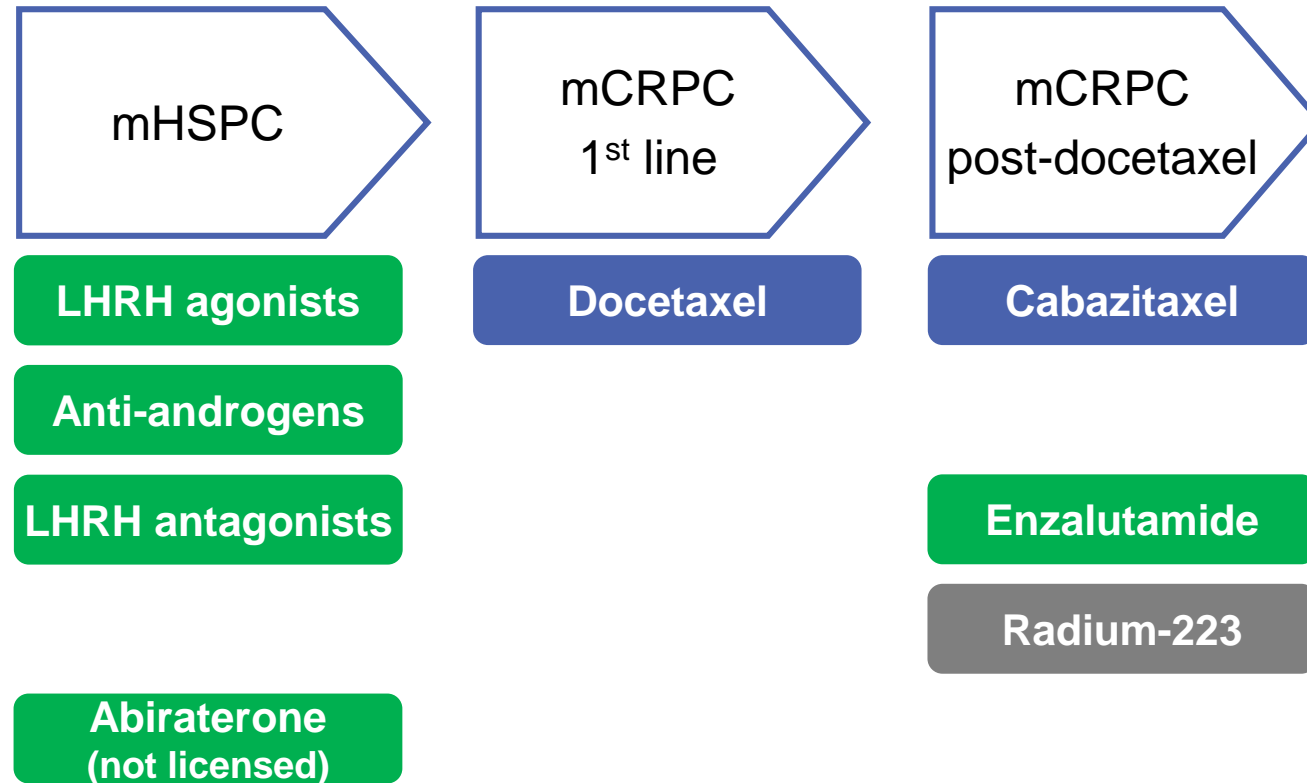 mHSPC
mCRPC
1st line
mCRPC
post-docetaxel
LHRH agonists
Docetaxel
Cabazitaxel
Anti-androgens
LHRH antagonists
Enzalutamide
Radium-223
Abiraterone
(not licensed)